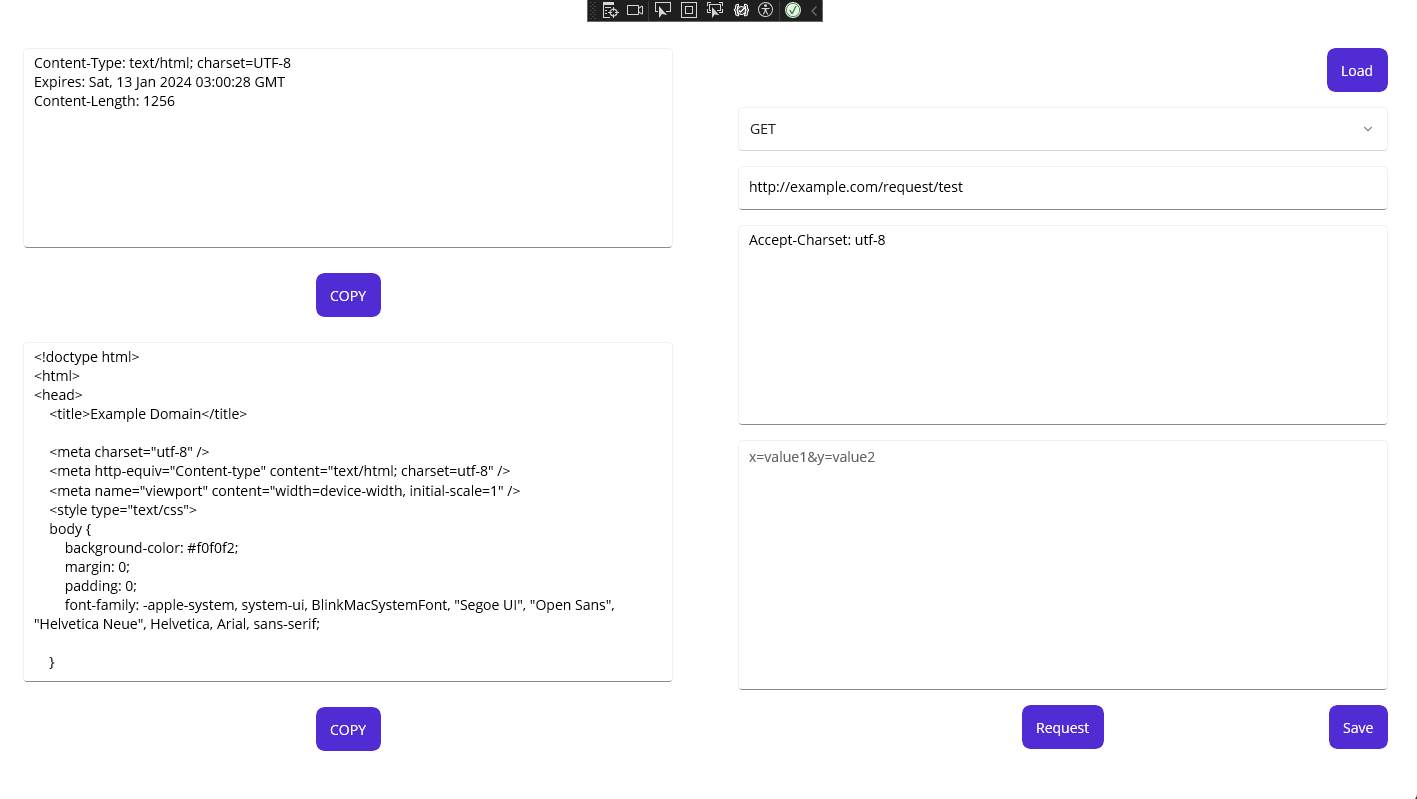 Content-Type: text/html; charset=UTF-8
Expires: Sat, 13 Jan 2024 03:00:28 GMT
Content-Length: 1256
COPY
<!doctype html>
<html>
<head>
    <title>Example Domain</title>

    <meta charset="utf-8" />
    <meta http-equiv="Content-type" content="text/html; charset=utf-8" />
    <meta name="viewport" content="width=device-width, initial-scale=1" />
    <style type="text/css">
    body {
        background-color: #f0f0f2;
        margin: 0;
        padding: 0;
        font-family: -apple-system, system-ui, BlinkMacSystemFont, "Segoe UI", "Open Sans",
"Helvetica Neue", Helvetica, Arial, sans-serif;

    }
COPY
Load
GET
http://example.com/request/test
Accept-Charset: utf-8
x=value1&y=value2
Request
Save